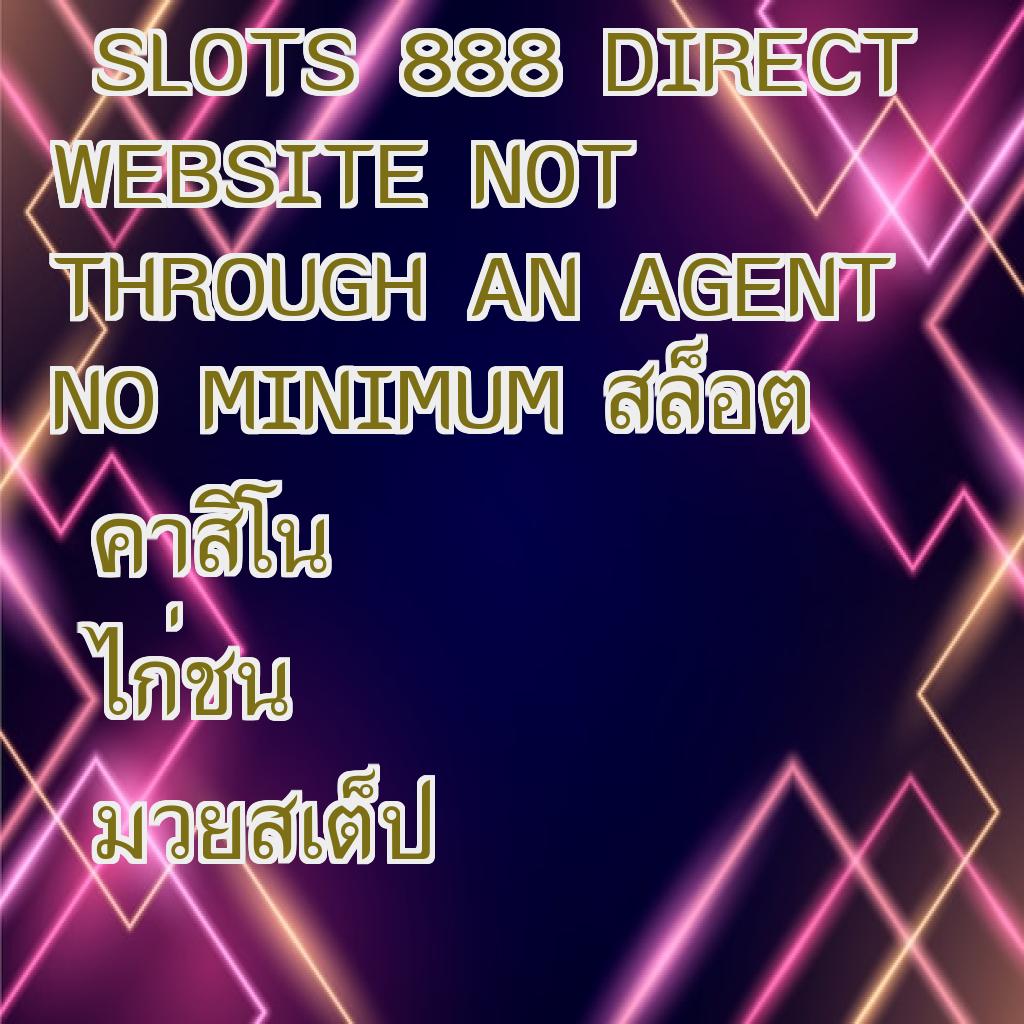 SLOTS 888 DIRECT
WEBSITE NOT
THROUGH AN AGENT
NO MINIMUM สล็อต
คาสิโน
ไก่ชน
มวยสเต็ป